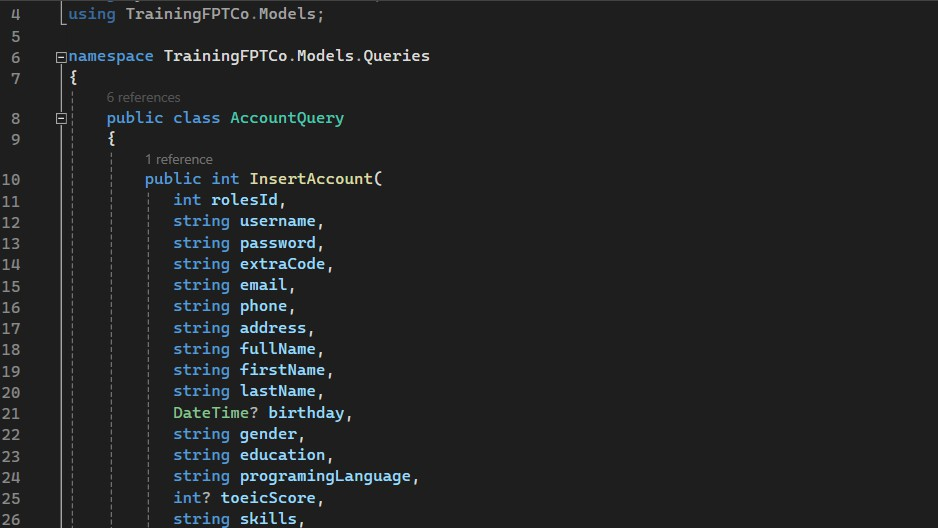 4 using TrainingFPTCo.Models;
5
6 namespace TrainingFPTCo.Models.Queries
7 {
6 references
8 public class AccountQuery
9 {
1 reference
10 public int InsertAccount(
11 int rolesId,
12 string username,
13 string password,
14 string extraCode,
15 string email,
16 string phone,
17 string address,
18 string fullName,
19 string firstName,
20 string lastName,
21 DateTime? birthday,
22 string gender,
23 string education,
24 string programingLanguage,
25 int? toeicScore,
26 string skills,